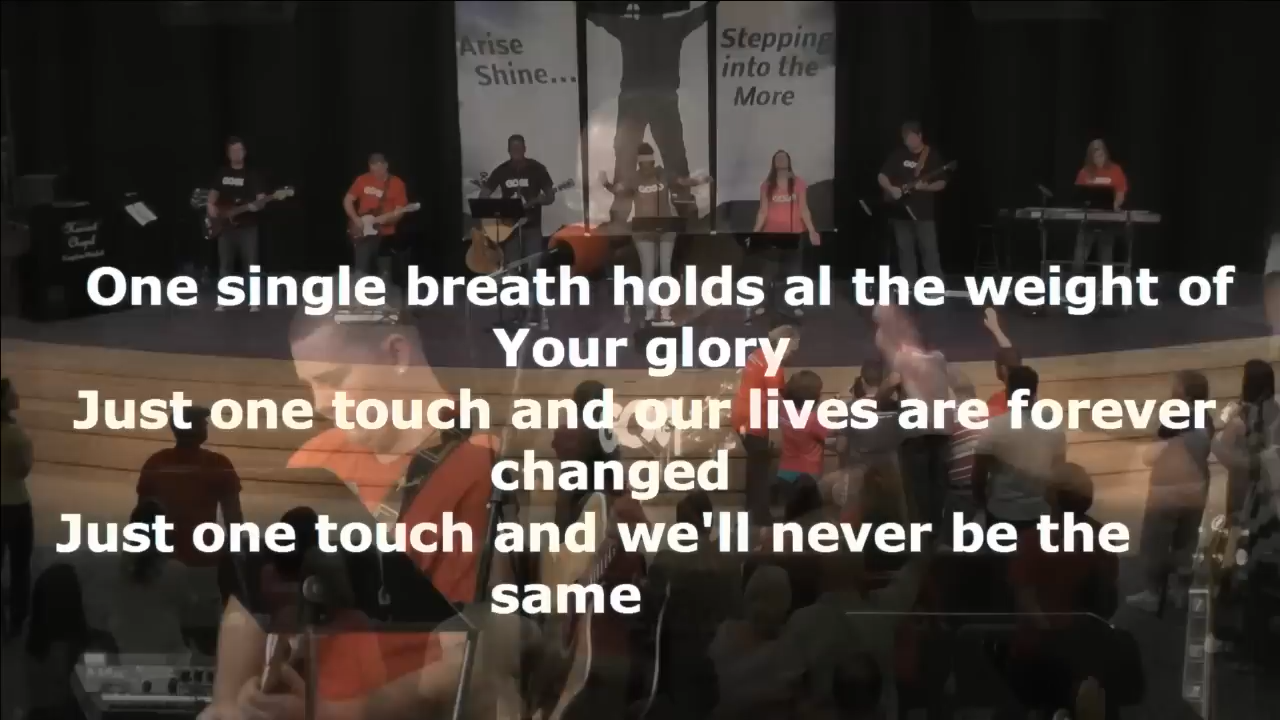 Arise
Shine...
Stepping
into the
More
One single breath holds al the weight of
Your glory
Just one touch and our lives are forever
changed
Just one touch and we'll never be the
same